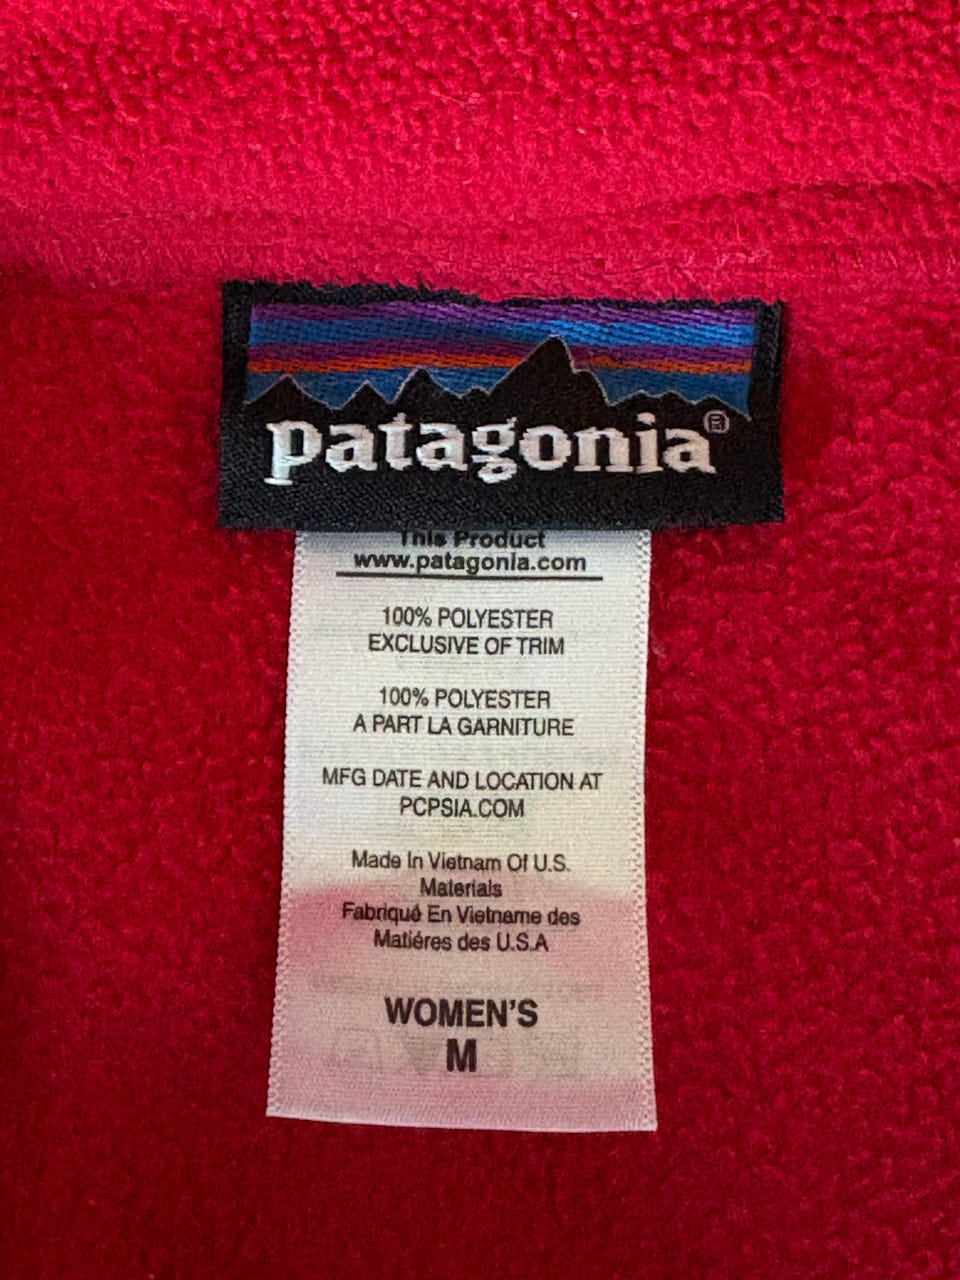 patagonia®
This Product
www.patagonia.com
100% POLYESTER
EXCLUSIVE OF TRIM
100% POLYESTER
A PART LA GARNITURE
MFG DATE AND LOCATION AT
PCPSIA.COM
Made In Vietnam Of U.S.
Materials
Fabriqué En Vietname des
Matiéres des U.S.A
WOMEN'S
M